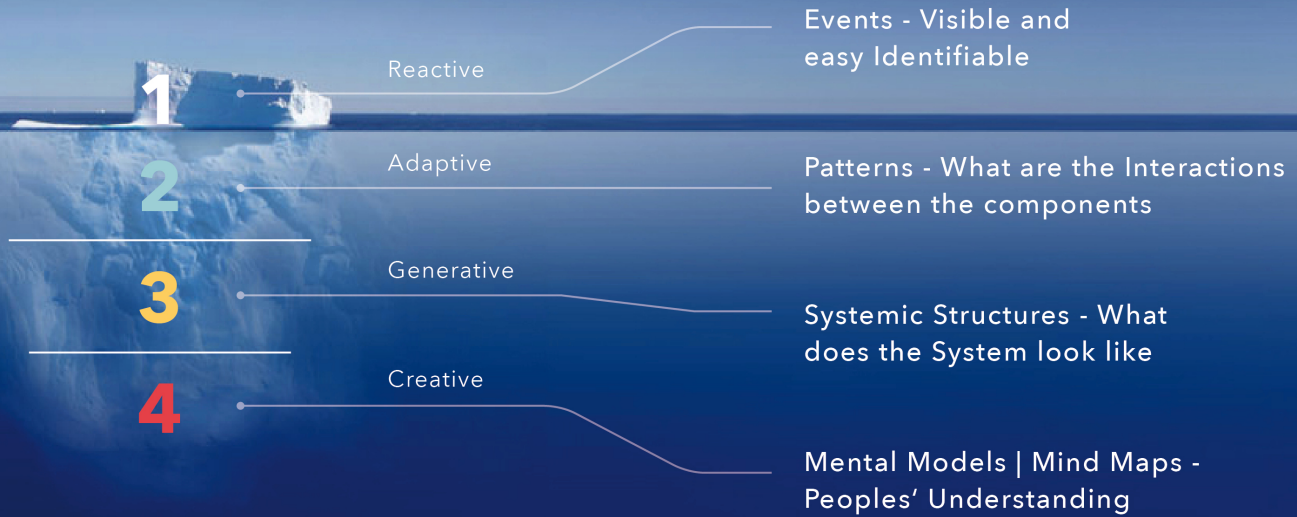 1
Reactive
Events - Visible and
easy Identifiable
2
Adaptive
Patterns - What are the Interactions
between the components
3
Generative
Systemic Structures - What
does the System look like
4
Creative
Mental Models | Mind Maps -
Peoples‘ Understanding